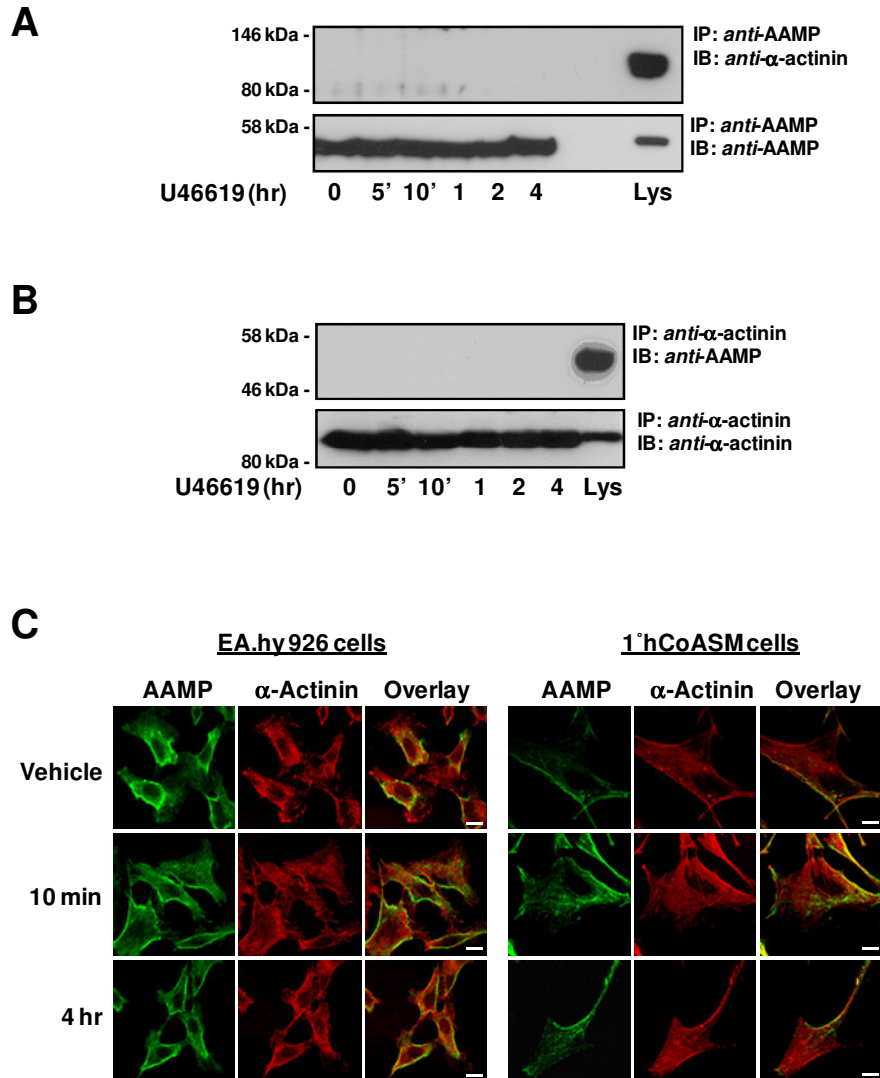 A
146 kDa -
IP: anti-AAMP
IB: anti-α-actinin
80 kDa -
58 kDa -
IP: anti-AAMP
IB: anti-AAMP
U46619 (hr) 0 5’ 10’ 1 2 4 Lys
B
58 kDa -
IP: anti-α-actinin
IB: anti-AAMP
46 kDa -
IP: anti-α-actinin
IB: anti-α-actinin
80 kDa -
U46619 (hr) 0 5’ 10’ 1 2 4 Lys
C
EA.hy 926 cells 1˚hCoASM cells
AAMP α-Actinin Overlay AAMP α-Actinin Overlay
Vehicle
10 min
4 hr